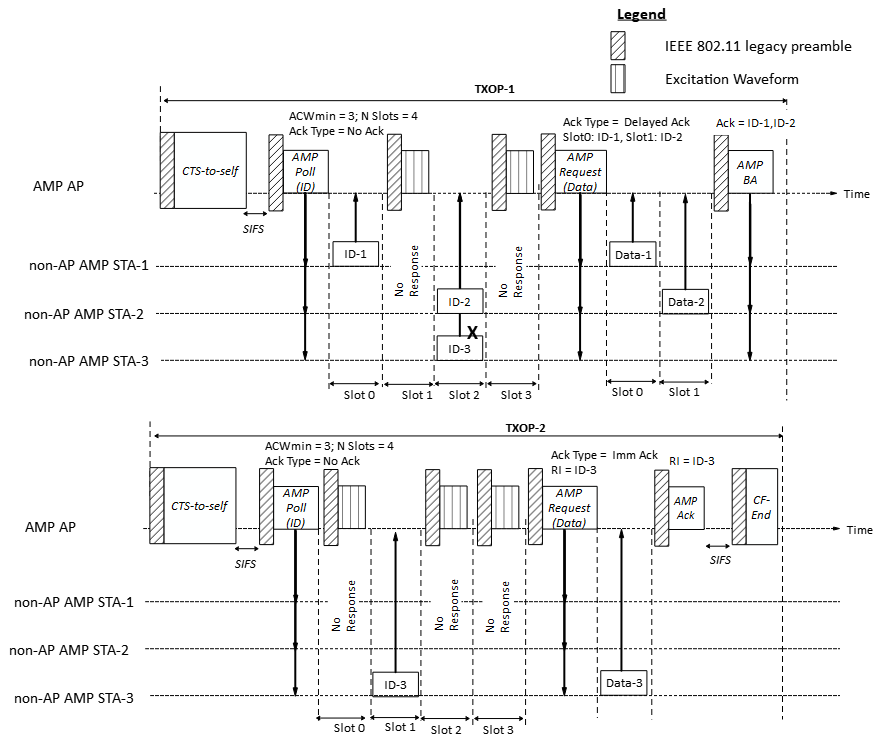 Legend
IEEE 802.11 legacy preamble
Excitation Waveform
TXOP-1
ACWmin = 3; N Slots = 4
Ack Type = No Ack
Ack Type = Delayed Ack
Slot0: ID-1, Slot1: ID-2
Ack = ID-1,ID-2
CTS-to-self
AMP
Poll
(ID)
AMP
Request
(Data)
AMP
BA
AMP AP
Time
SIFS
ID-1
No
Response
No
Response
Data-1
non-AP AMP STA-1
ID-2
Data-2
non-AP AMP STA-2
X
ID-3
non-AP AMP STA-3
Slot 0
Slot 1
Slot 2
Slot 3
Slot 0
Slot 1
TXOP-2
ACWmin = 3; N Slots = 4
Ack Type = No Ack
Ack Type = Imm Ack
RI = ID-3
RI = ID-3
CTS-to-self
AMP
Poll
(ID)
AMP
Request
(Data)
AMP
Ack
CF-
End
AMP AP
Time
SIFS
SIFS
non-AP AMP STA-1
No
Response
No
Response
No
Response
non-AP AMP STA-2
non-AP AMP STA-3
ID-3
Data-3
Slot 0
Slot 1
Slot 2
Slot 3